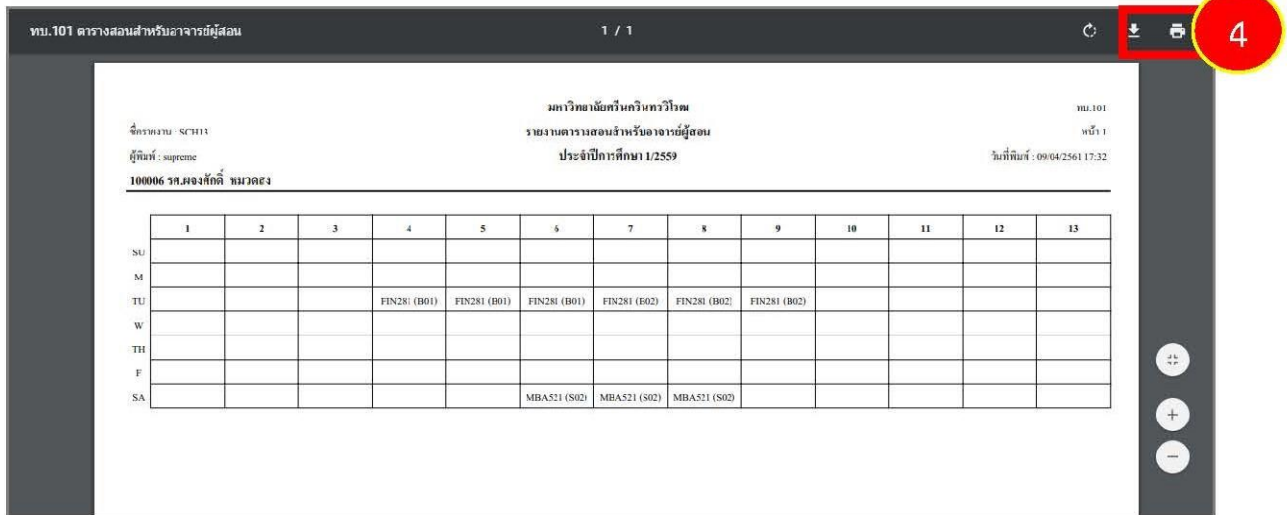 ทบ.101 ตารางสอนสำหรับอาจารย์ผู้สอน 1 / 1 4
มหาวิทยาลัยศรีนครินทรวิโรฒ ทบ.101
ชื่อรายงาน : SCH13 รายงานตารางสอนสำหรับอาจารย์ผู้สอน หน้า 1
ผู้พิมพ์ : supreme ประจำปีการศึกษา 1/2559 วันที่พิมพ์ : 09/04/2561 17:32
100006 รศ.ผจงศักดิ์ หมวดสง
1 2 3 4 5 6 7 8 9 10 11 12 13
SU
M
TU FIN281 (B01) FIN281 (B01) FIN281 (B01) FIN281 (B02) FIN281 (B02) FIN281 (B02)
W
TH
F
SA MBA521 (S02) MBA521 (S02) MBA521 (S02)